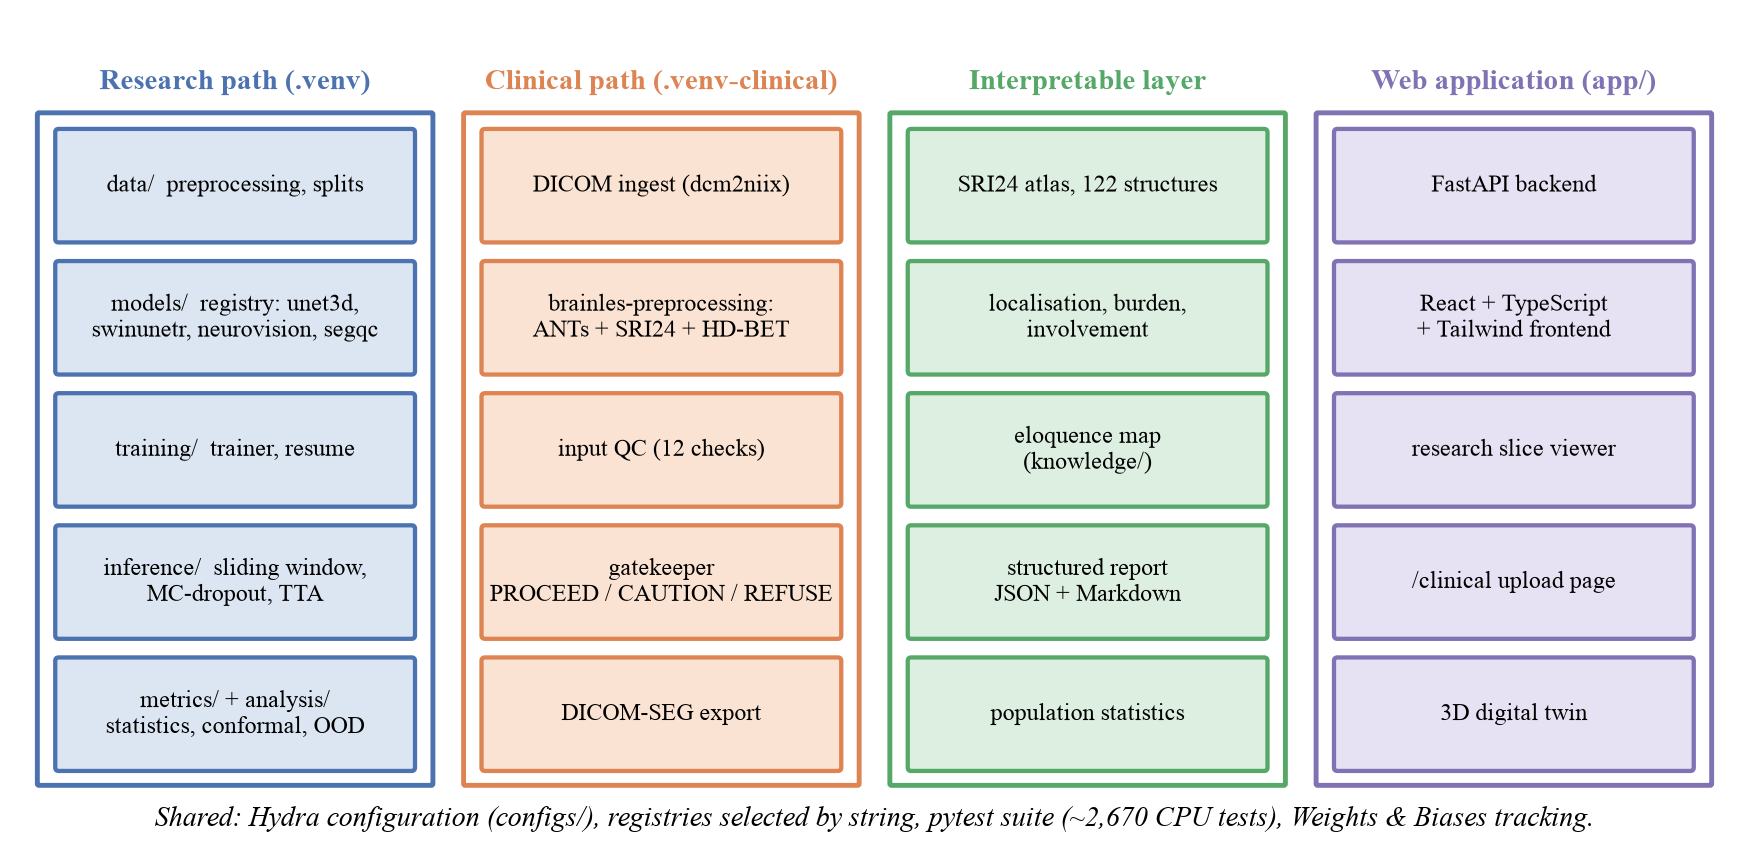 Research path (.venv)
data/  preprocessing, splits
models/  registry: unet3d,
swinunetr, neurovision, segqc
training/  trainer, resume
inference/  sliding window,
MC-dropout, TTA
metrics/ + analysis/
statistics, conformal, OOD
Clinical path (.venv-clinical)
DICOM ingest (dcm2niix)
brainles-preprocessing:
ANTs + SRI24 + HD-BET
input QC (12 checks)
gatekeeper
PROCEED / CAUTION / REFUSE
DICOM-SEG export
Interpretable layer
SRI24 atlas, 122 structures
localisation, burden,
involvement
eloquence map
(knowledge/)
structured report
JSON + Markdown
population statistics
Web application (app/)
FastAPI backend
React + TypeScript
+ Tailwind frontend
research slice viewer
/clinical upload page
3D digital twin
Shared: Hydra configuration (configs/), registries selected by string, pytest suite (~2,670 CPU tests), Weights & Biases tracking.